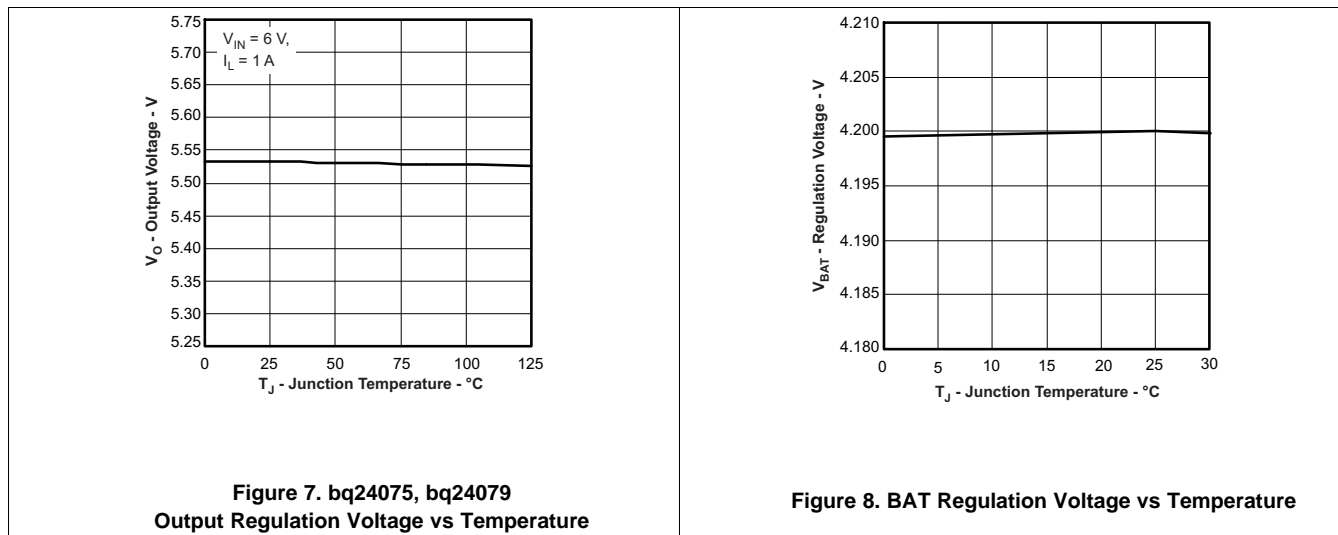 5.75
5.70
5.65
5.60
5.55
5.50
5.45
5.40
5.35
5.30
5.25
V_O - Output Voltage - V
V_IN = 6 V,
I_L = 1 A
0 25 50 75 100 125
T_J - Junction Temperature - °C
Figure 7. bq24075, bq24079
Output Regulation Voltage vs Temperature
4.210
4.205
4.200
4.195
4.190
4.185
4.180
V_BAT - Regulation Voltage - V
0 5 10 15 20 25 30
T_J - Junction Temperature - °C
Figure 8. BAT Regulation Voltage vs Temperature